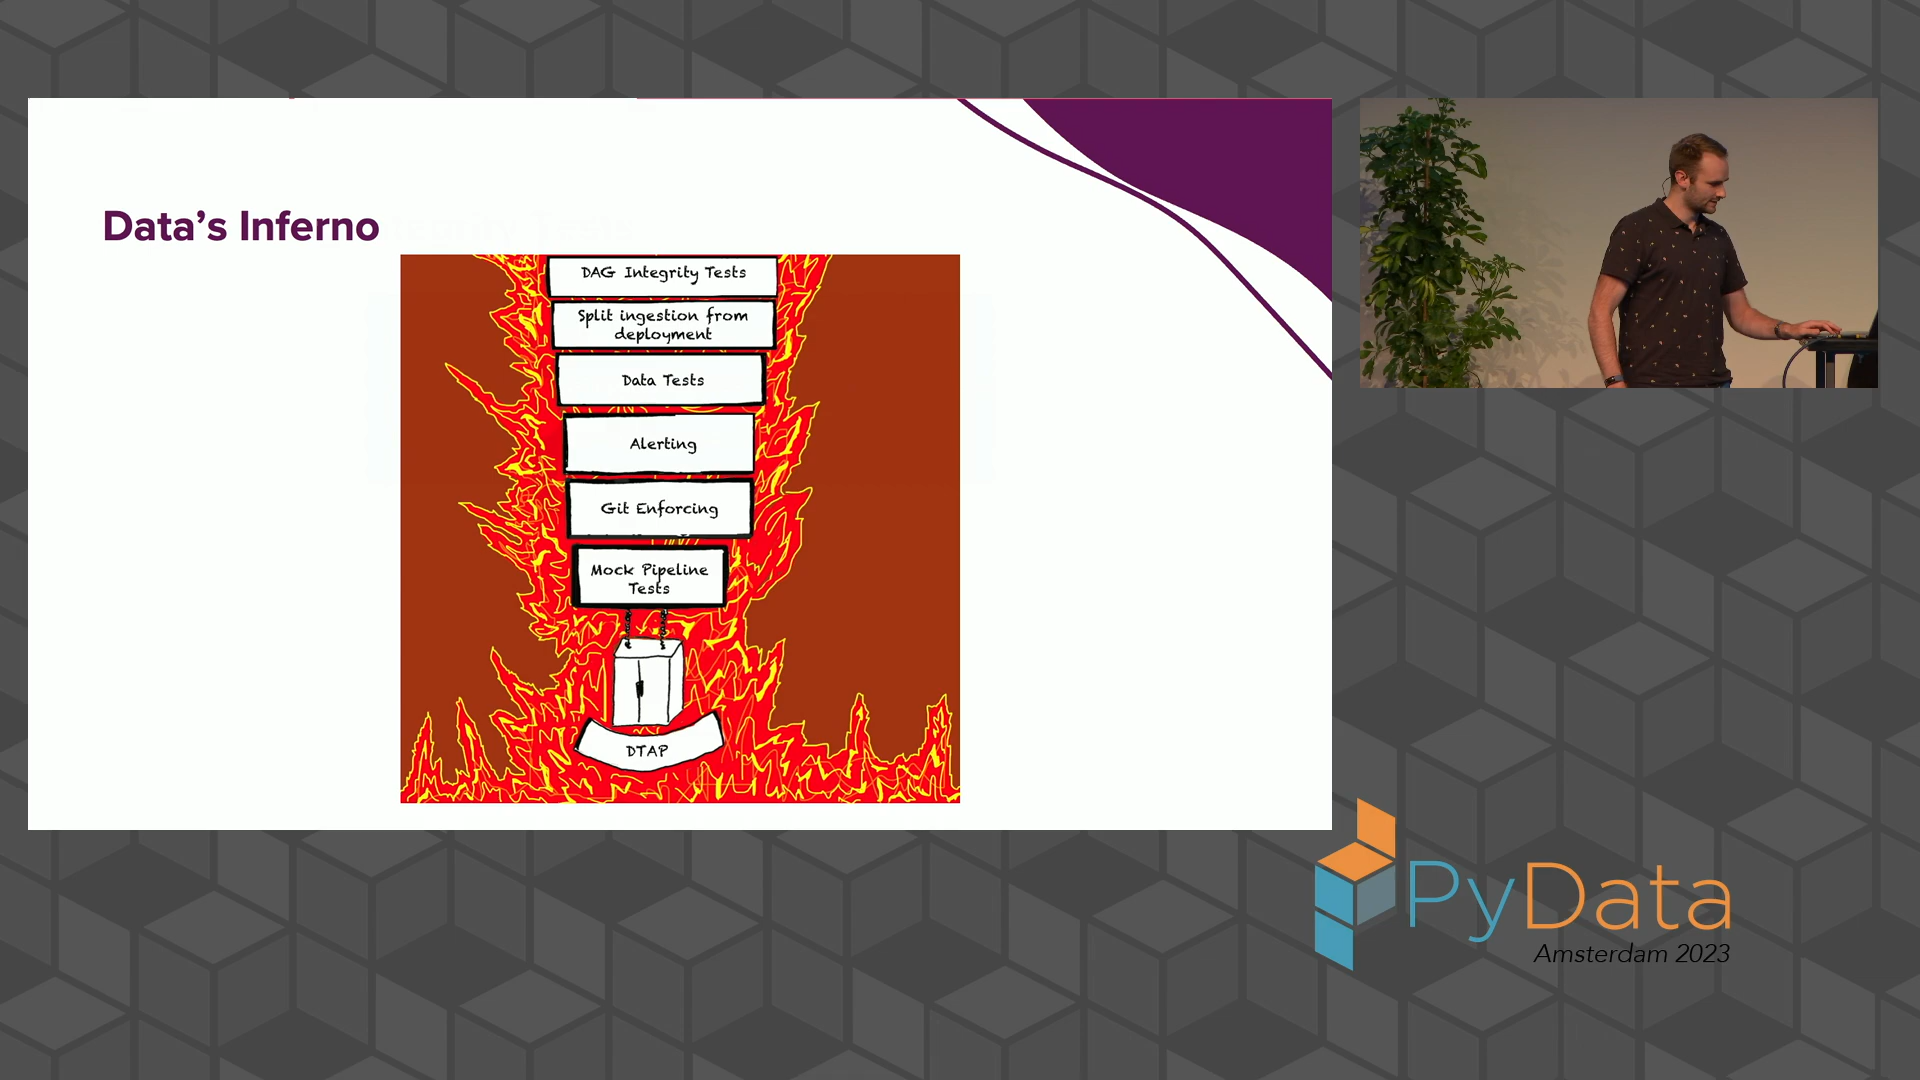 Data's Inferno
DAG Integrity Tests
Split ingestion from
deployment
Data Tests
Alerting
Git Enforcing
Mock Pipeline
Tests
DTAP
PyData
Amsterdam 2023